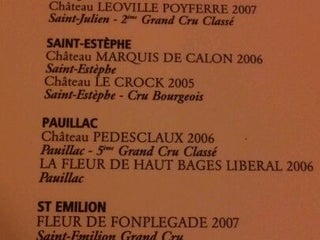 Château LEOVILLE POYFERRE 2007
Saint-Julien - 2ème Grand Cru Classé
SAINT-ESTÈPHE
Château MARQUIS DE CALON 2006
Saint-Estèphe
Château LE CROCK 2005
Saint-Estèphe - Cru Bourgeois
PAUILLAC
Château PEDESCLAUX 2006
Pauillac - 5ème Grand Cru Classé
LA FLEUR DE HAUT BAGES LIBERAL 2006
Pauillac
ST EMILION
FLEUR DE FONPLEGADE 2007
Saint-Emilion Grand Cru